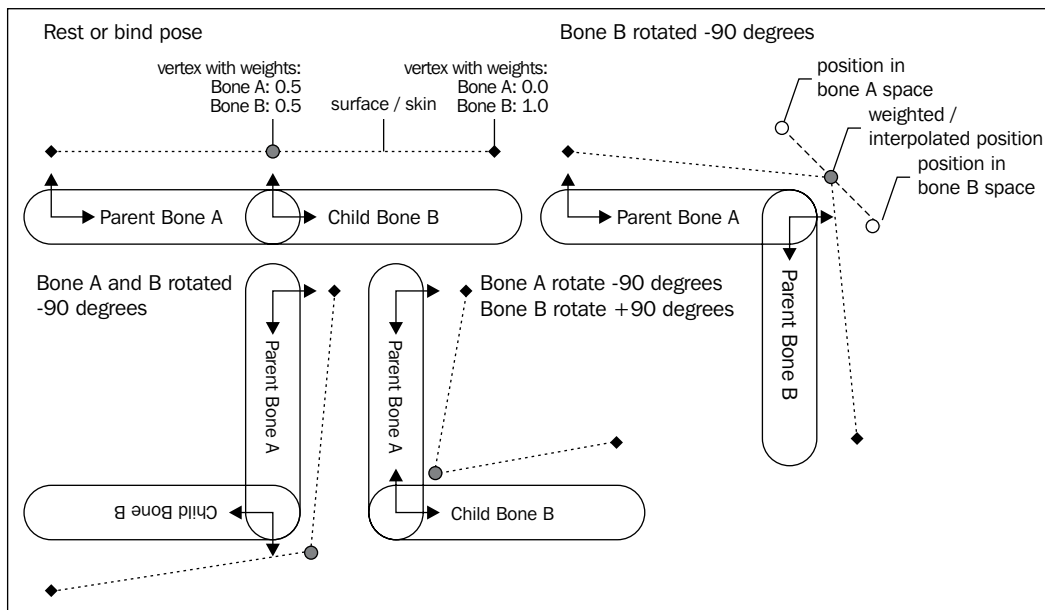 Rest or bind pose
vertex with weights:
Bone A: 0.5
Bone B: 0.5
surface / skin
vertex with weights:
Bone A: 0.0
Bone B: 1.0
Parent Bone A
Child Bone B
Bone B rotated -90 degrees
position in
bone A space
weighted /
interpolated position
position in
bone B space
Parent Bone A
Parent Bone B
Bone A and B rotated
-90 degrees
Parent Bone A
Child Bone B
Bone A rotate -90 degrees
Bone B rotate +90 degrees
Parent Bone A
Child Bone B